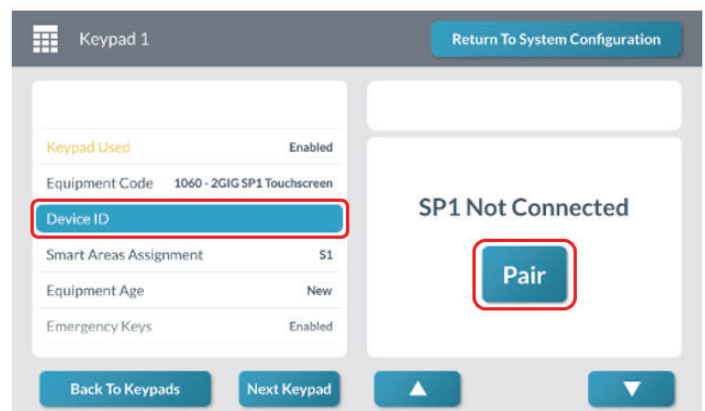 Keypad 1
Return To System Configuration
Keypad Used Enabled
Equipment Code 1060 - 2GIG SP1 Touchscreen
Device ID
Smart Areas Assignment S1
Equipment Age New
Emergency Keys Enabled
SP1 Not Connected
Pair
Back To Keypads
Next Keypad